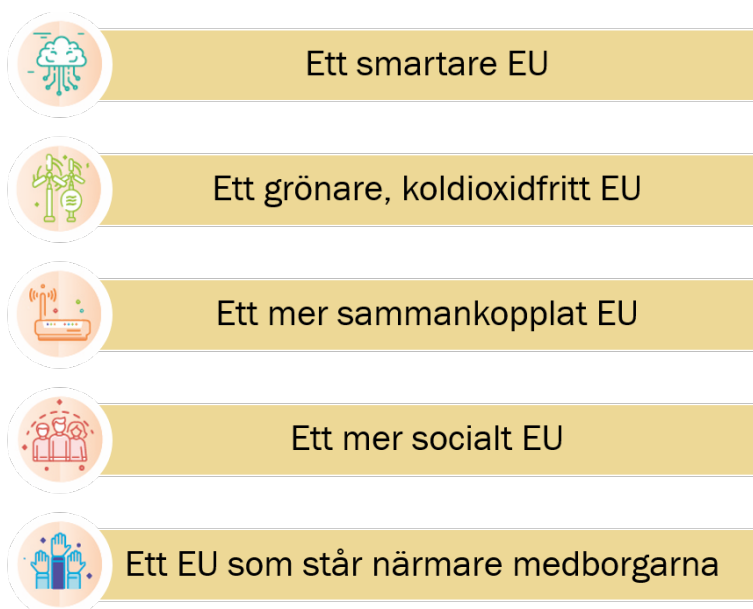 Ett smartare EU
Ett grönare, koldioxidfritt EU
Ett mer sammankopplat EU
Ett mer socialt EU
Ett EU som står närmare medborgarna